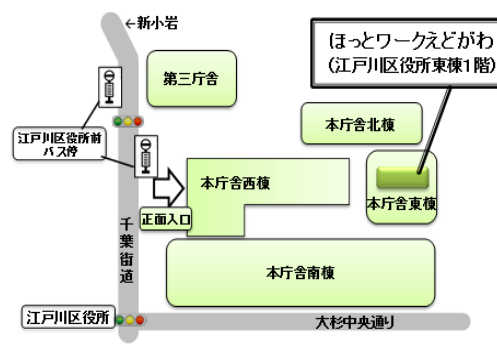 ←新小岩
ほっとワークえどがわ
(江戸川区役所東棟1階)
第三庁舎
本庁舎北棟
江戸川区役所前
バス停
本庁舎西棟
本庁舎東棟
正面入口
千葉街道
本庁舎南棟
江戸川区役所
大杉中央通り